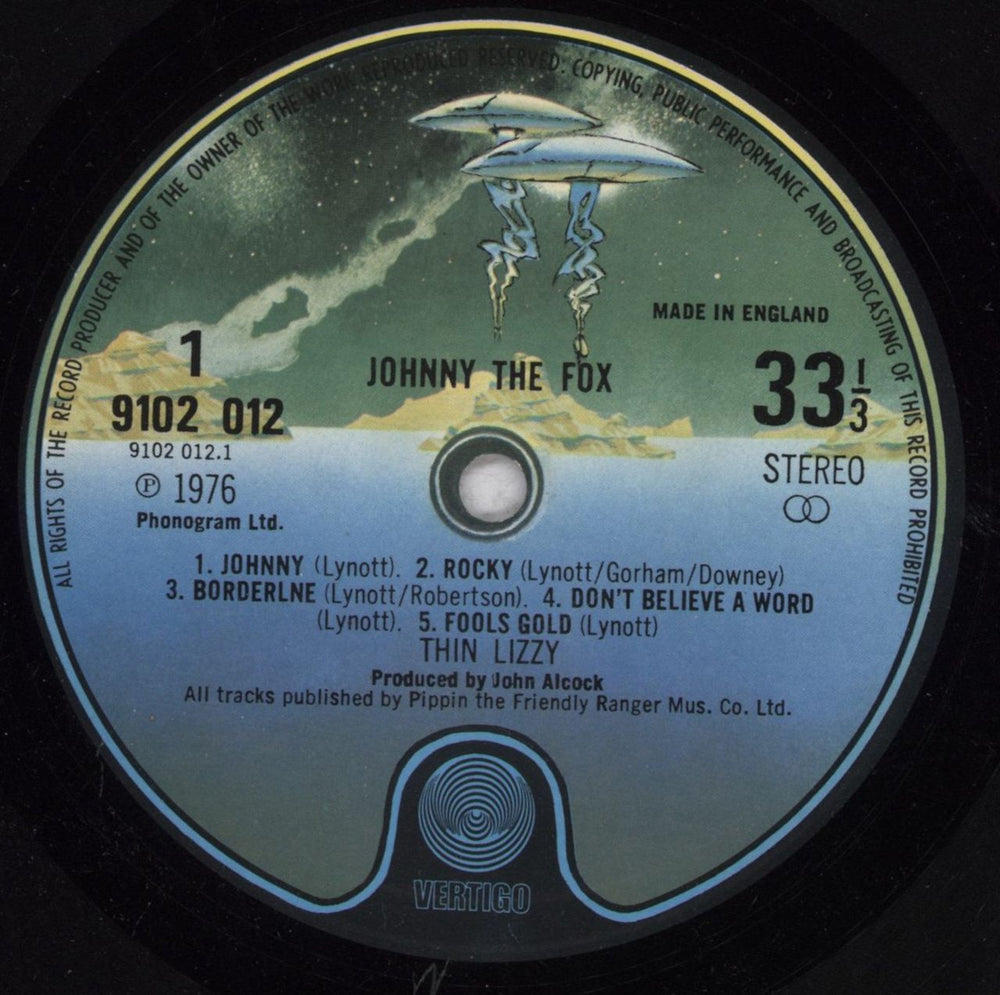 ALL RIGHTS OF THE RECORD PRODUCER AND OF THE OWNER OF THE WORK REPRODUCED RESERVED. COPYING, PUBLIC PERFORMANCE AND BROADCASTING OF THIS RECORD PROHIBITED
MADE IN ENGLAND
1
JOHNNY THE FOX
33 1/3
9102 012
9102 012.1
STEREO
℗ 1976
Phonogram Ltd.
1. JOHNNY (Lynott). 2. ROCKY (Lynott/Gorham/Downey)
3. BORDERLNE (Lynott/Robertson). 4. DON'T BELIEVE A WORD
(Lynott). 5. FOOLS GOLD (Lynott)
THIN LIZZY
Produced by John Alcock
All tracks published by Pippin the Friendly Ranger Mus. Co. Ltd.
VERTIGO